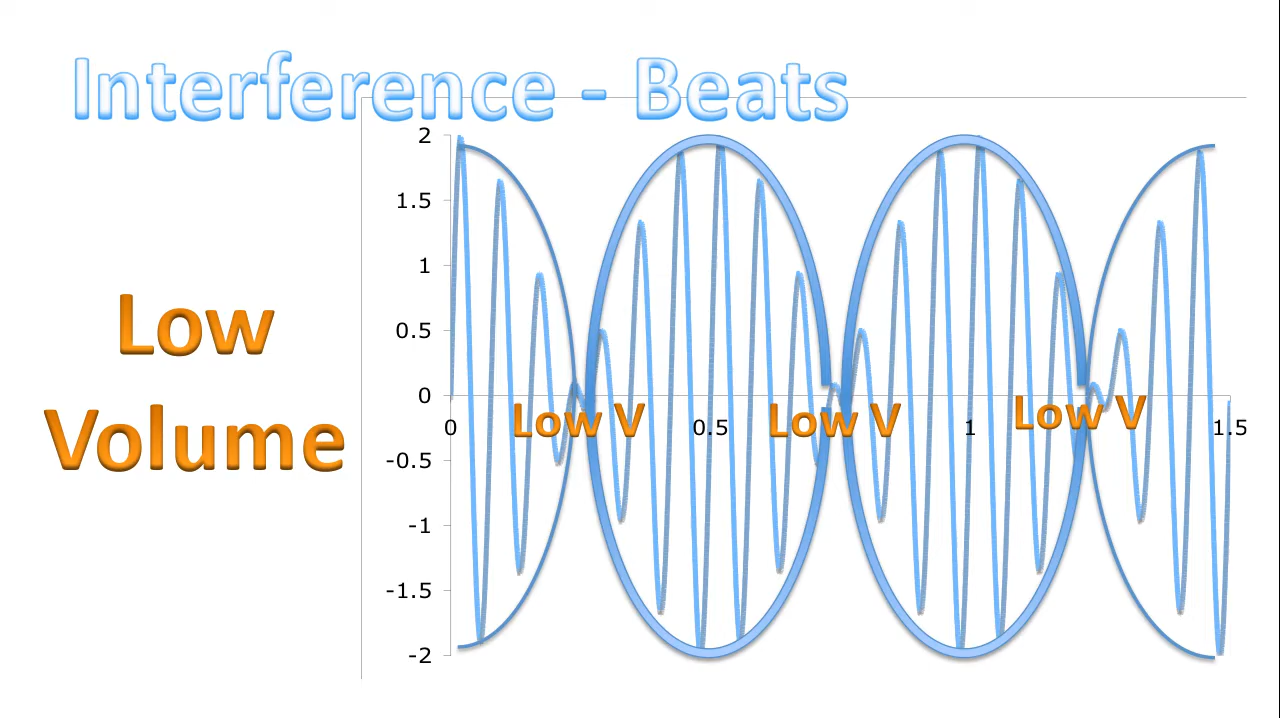 Interference - Beats
2
1.5
1
0.5
0
-0.5
-1
-1.5
-2
0 0.5 1 1.5
Low V Low V Low V
Low
Volume